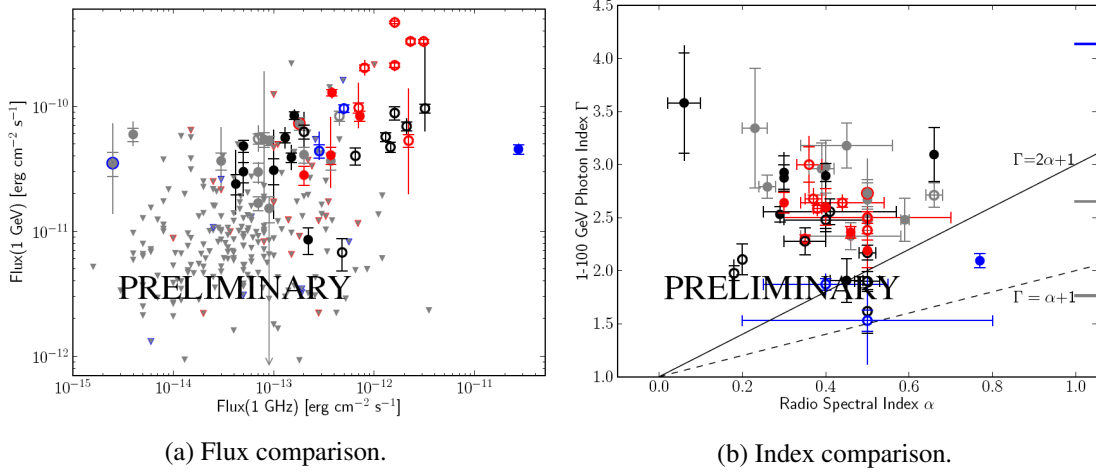 Flux(1 GeV) [erg cm⁻² s⁻¹]
10⁻¹⁰
10⁻¹¹
10⁻¹²
PRELIMINARY
10⁻¹⁵ 10⁻¹⁴ 10⁻¹³ 10⁻¹² 10⁻¹¹
Flux(1 GHz) [erg cm⁻² s⁻¹]
(a) Flux comparison.
1-100 GeV Photon Index Γ
4.5
4.0
3.5
3.0
2.5
2.0
1.5
1.0
Γ=2α+1
PRELIMINARY
Γ = α+1
0.0 0.2 0.4 0.6 0.8 1.0
Radio Spectral Index α
(b) Index comparison.